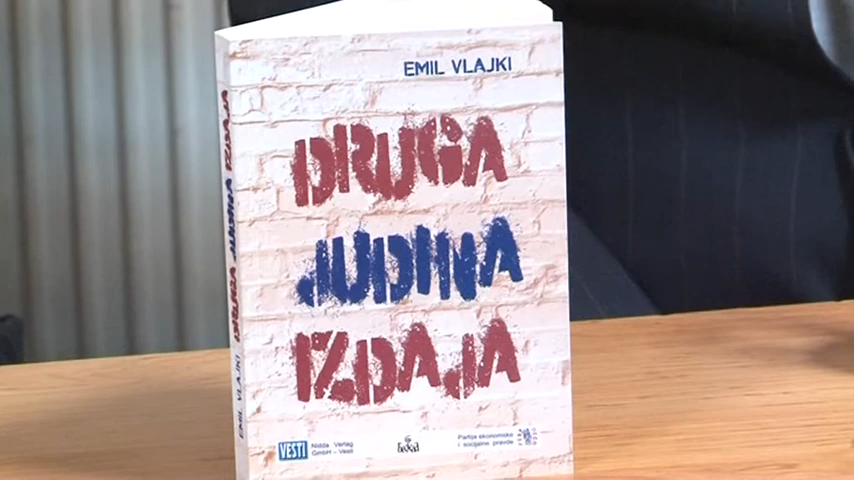 EMIL VLAJKI
DRUGA
JUDINA
IZDAJA
VESTI
Nidda Verlag
GmbH – Vesti
Partija ekonomske
i socijalne pravde
DRUGA JUDINA IZDAJA
EMIL VLAJKI